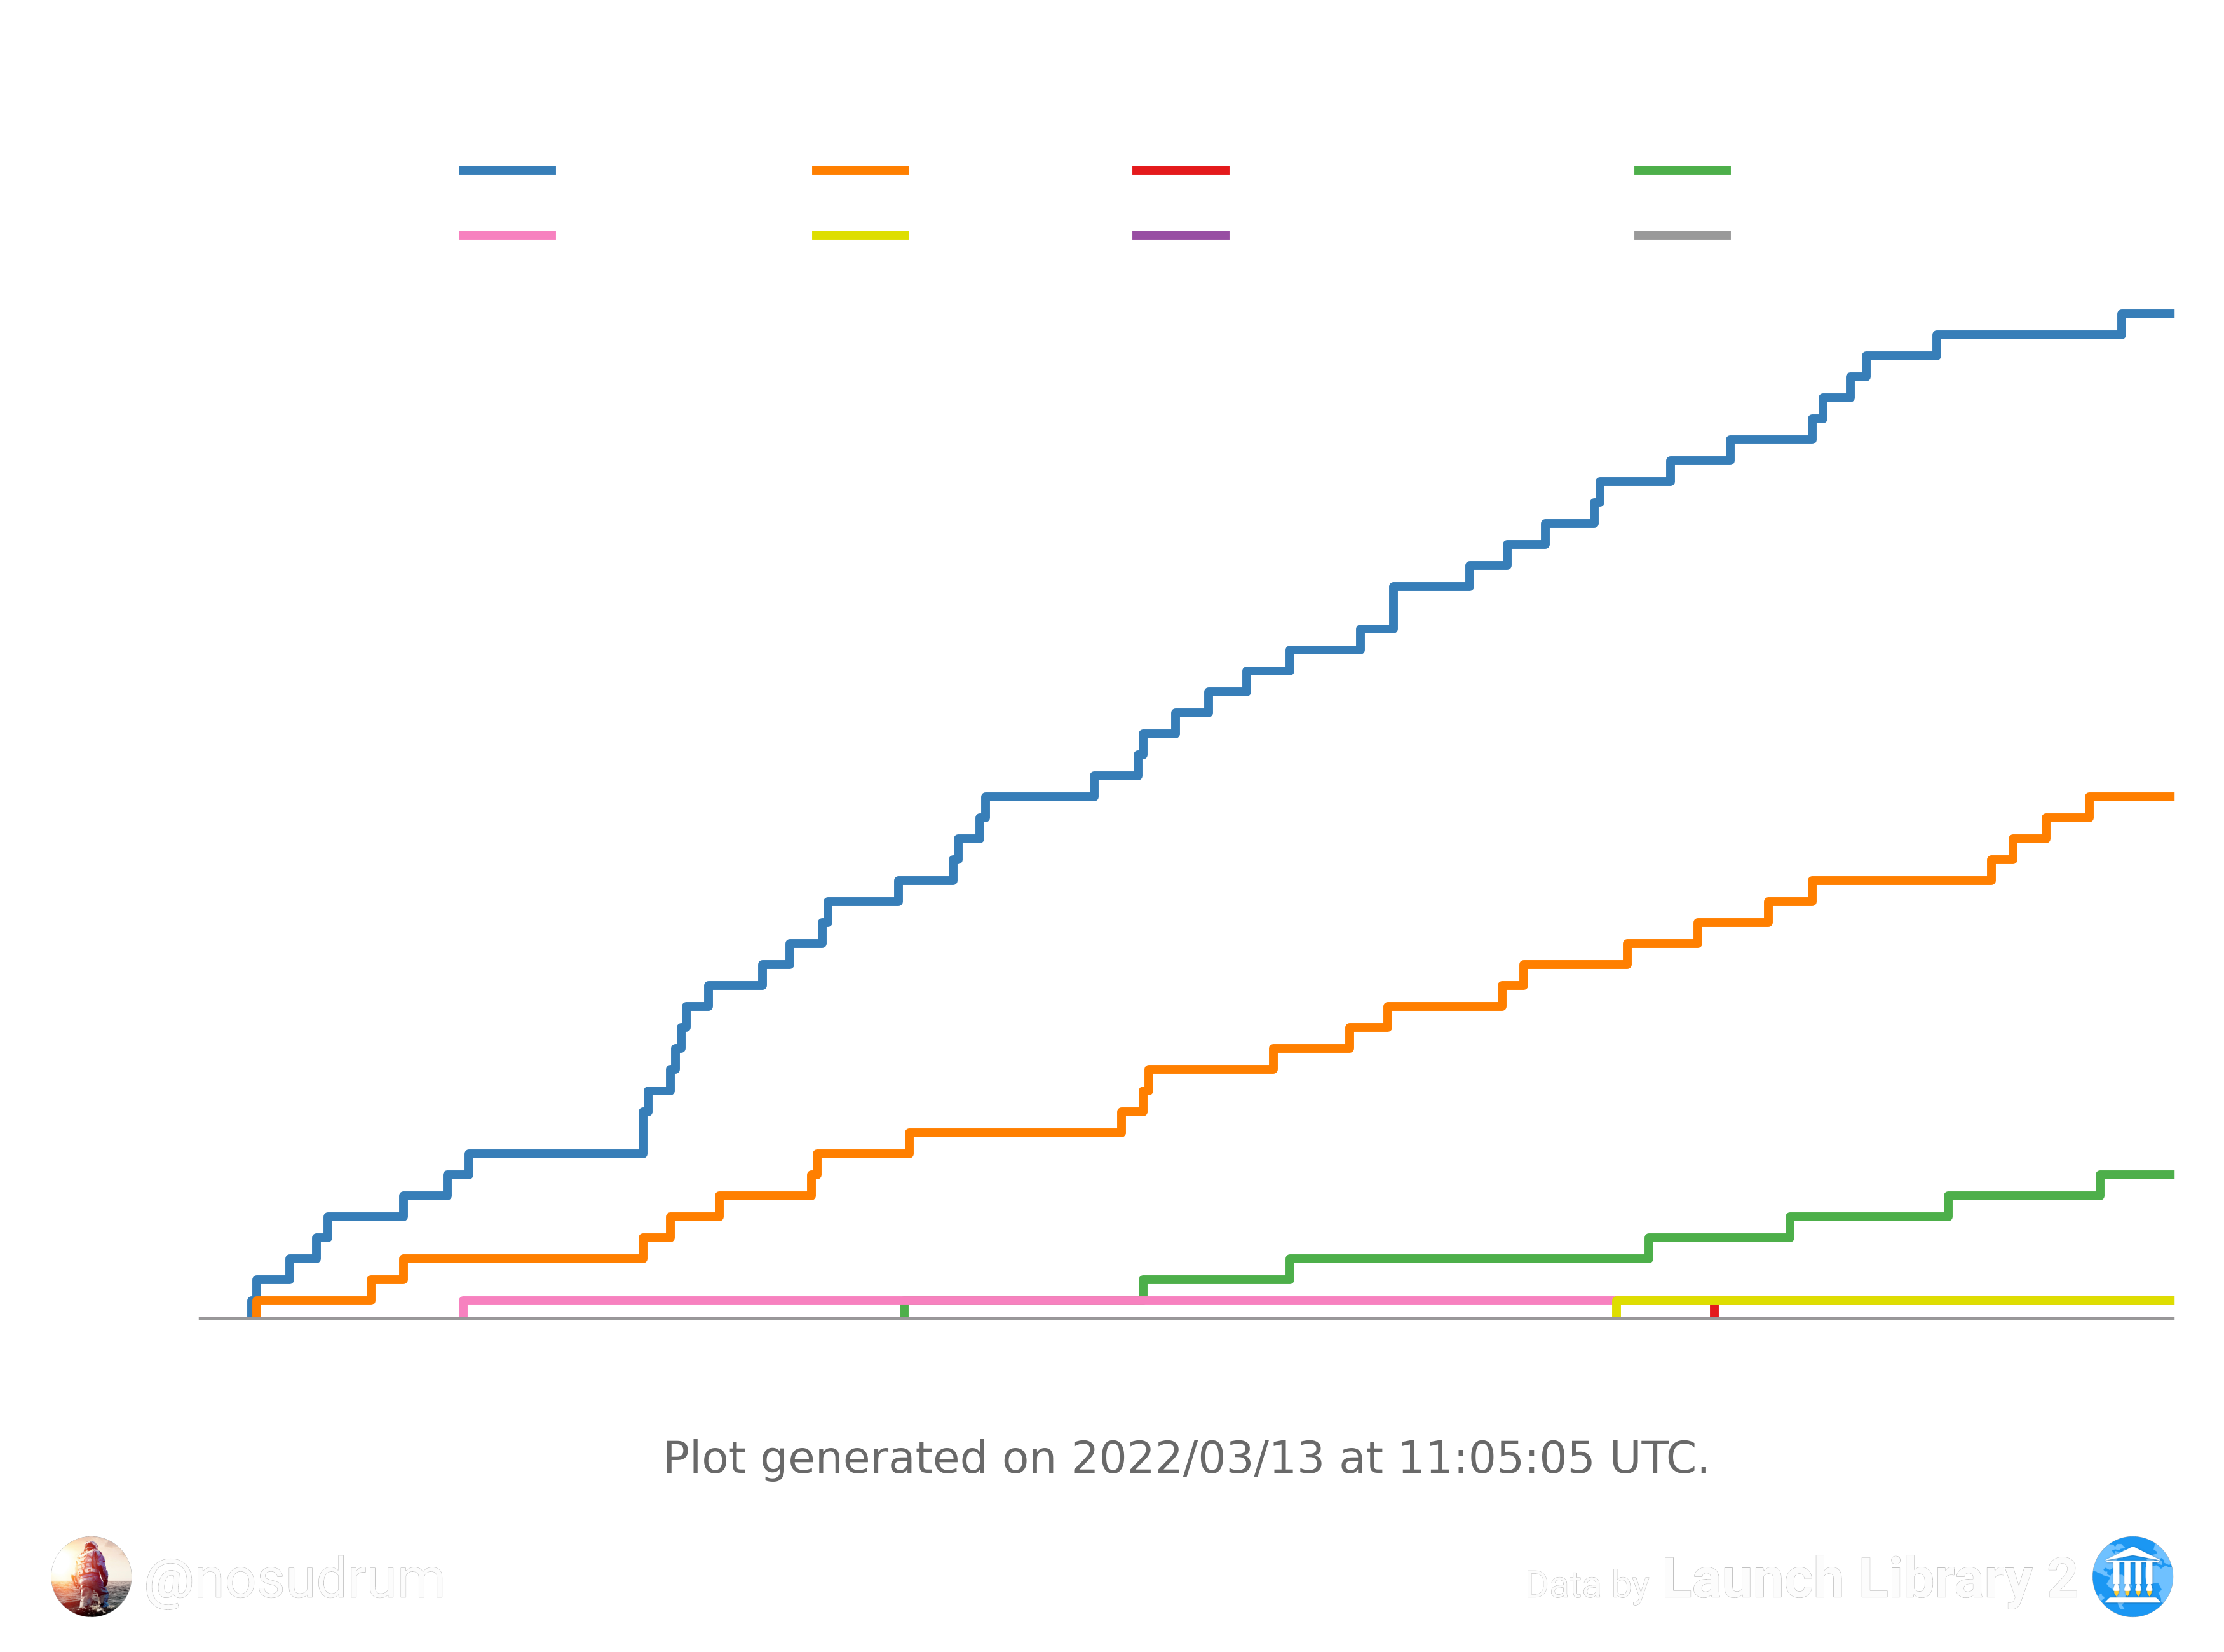 Plot generated on 2022/03/13 at 11:05:05 UTC.
@nosudrum
Data by Launch Library 2